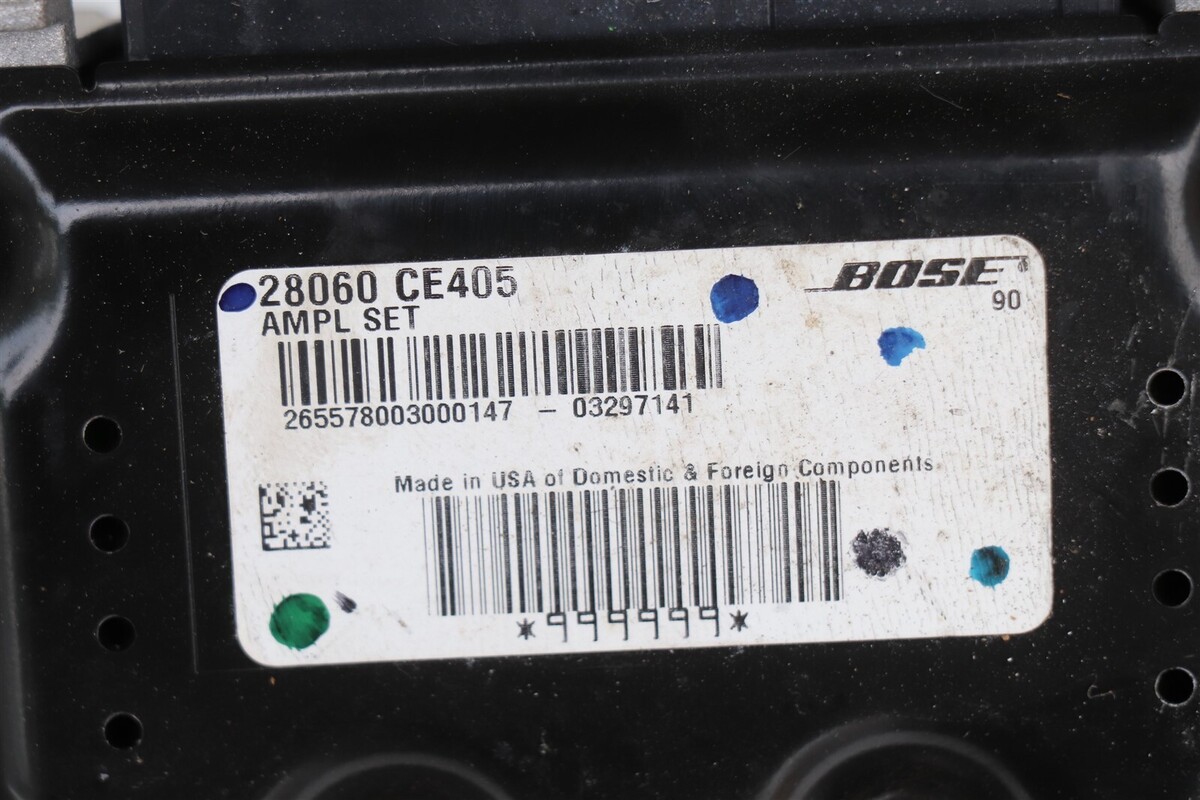 28060 CE405
BOSE®
90
AMPL SET
265578003000147 - 03297141
Made in USA of Domestic & Foreign Components
*999999*